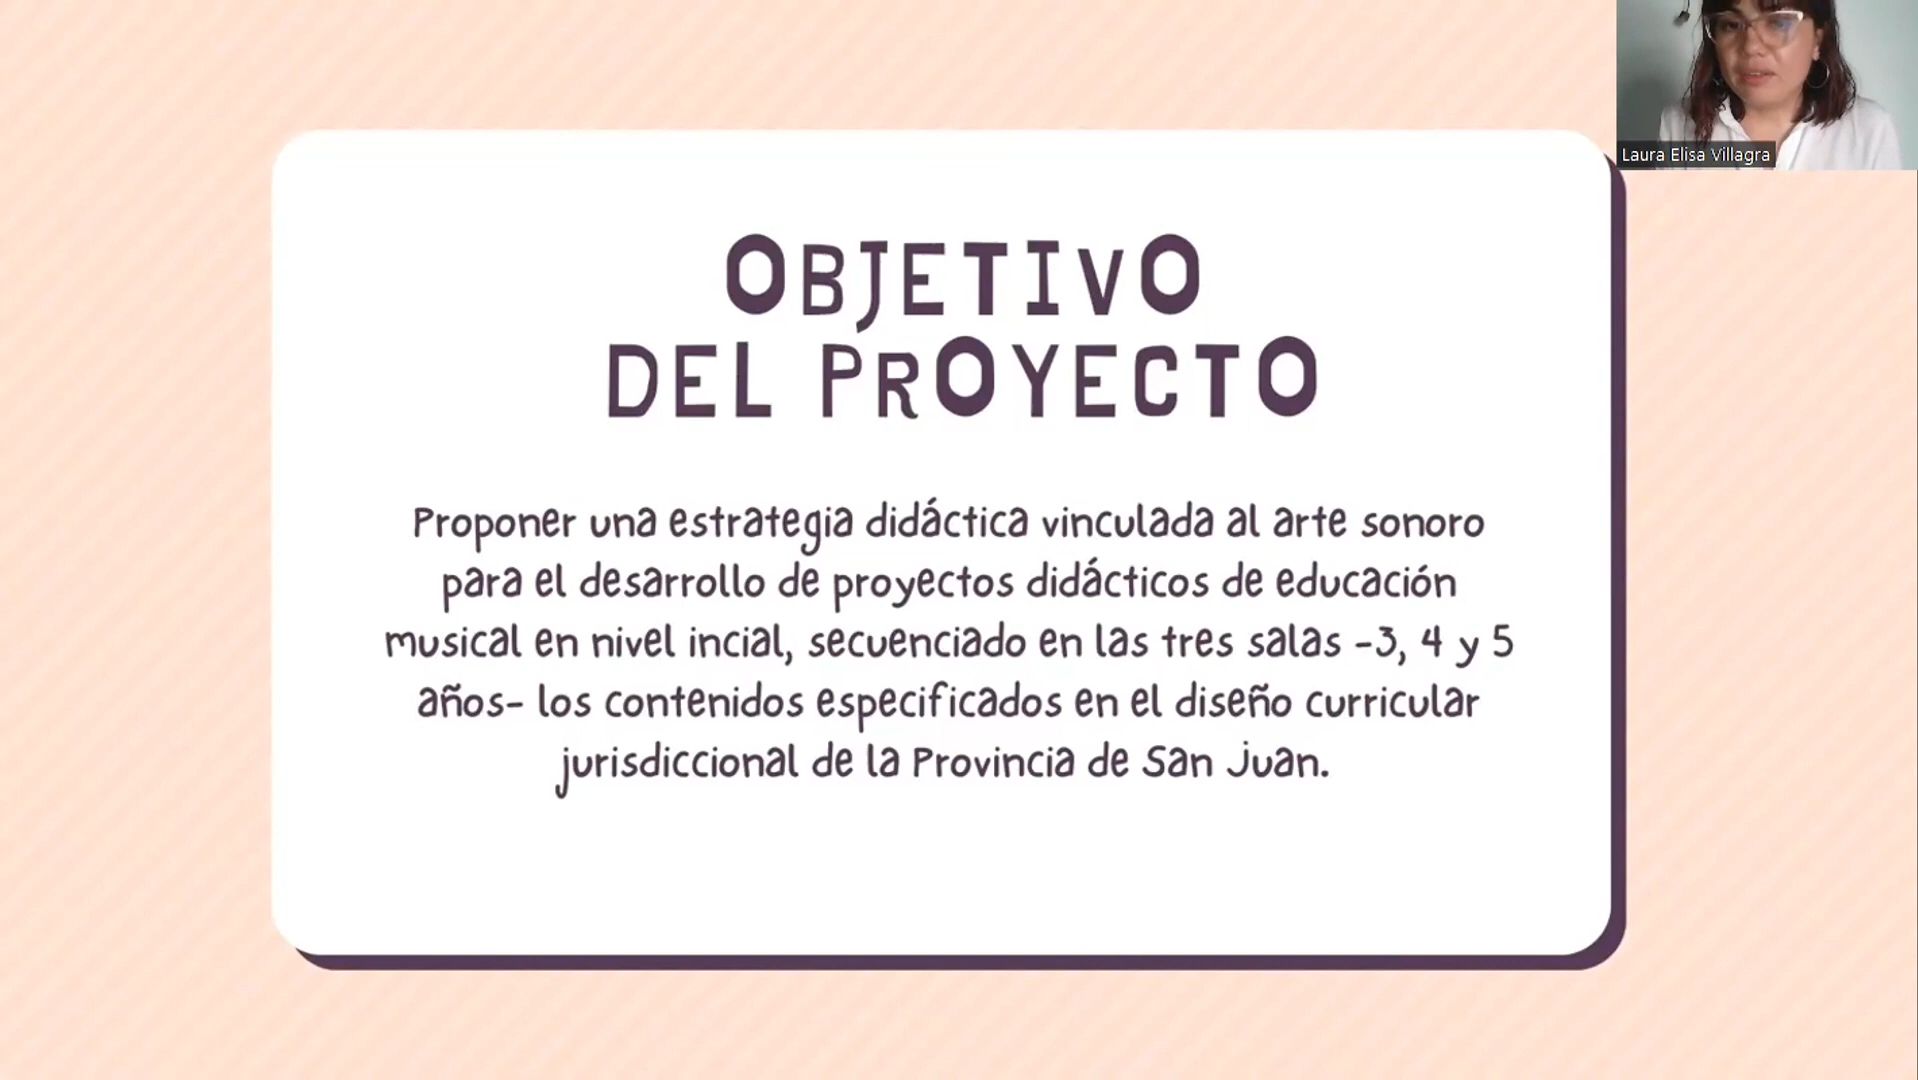 Laura Elisa Villagra
OBJETIVO
DEL PROYECTO
Proponer una estrategia didáctica vinculada al arte sonoro
para el desarrollo de proyectos didácticos de educación
musical en nivel incial, secuenciado en las tres salas -3, 4 y 5
años- los contenidos especificados en el diseño curricular
jurisdiccional de la Provincia de San Juan.